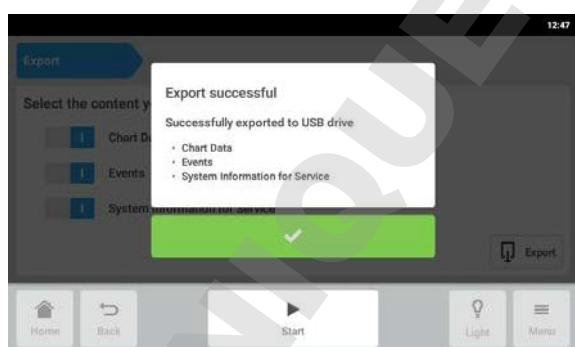 12:47
Export
Select the content y
Export successful
Successfully exported to USB drive
Chart D
• Chart Data
Events
• Events
• System Information for Service
System Information for Service
Export
Home
Back
Start
Light
Menu